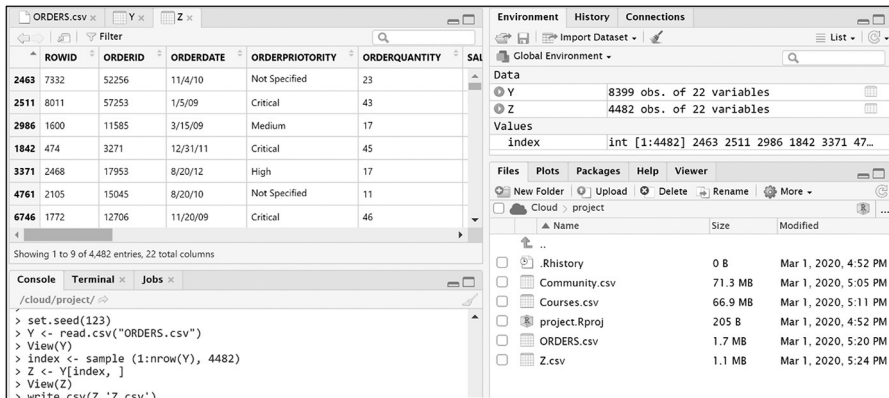 ORDERS.csv × Y × Z ×
Filter
ROWID ORDERID ORDERDATE ORDERPRIOTORITY ORDERQUANTITY SAL
2463 7332 52256 11/4/10 Not Specified 23
2511 8011 57253 1/5/09 Critical 43
2986 1600 11585 3/15/09 Medium 17
1842 474 3271 12/31/11 Critical 45
3371 2468 17953 8/20/12 High 17
4761 2105 15045 8/20/10 Not Specified 11
6746 1772 12706 11/20/09 Critical 46
Showing 1 to 9 of 4,482 entries, 22 total columns
Console Terminal × Jobs ×
/cloud/project/
>
> set.seed(123)
> Y <- read.csv("ORDERS.csv")
> View(Y)
> index <- sample (1:nrow(Y), 4482)
> Z <- Y[index, ]
> View(Z)
> write.csv(Z,'Z.csv')
Environment History Connections
Import Dataset List
Global Environment
Data
Y 8399 obs. of 22 variables
Z 4482 obs. of 22 variables
Values
index int [1:4482] 2463 2511 2986 1842 3371 47…
Files Plots Packages Help Viewer
New Folder Upload Delete Rename More
Cloud > project R ...
Name Size Modified
..
.Rhistory 0 B Mar 1, 2020, 4:52 PM
Community.csv 71.3 MB Mar 1, 2020, 5:05 PM
Courses.csv 66.9 MB Mar 1, 2020, 5:11 PM
project.Rproj 205 B Mar 1, 2020, 4:52 PM
ORDERS.csv 1.7 MB Mar 1, 2020, 5:20 PM
Z.csv 1.1 MB Mar 1, 2020, 5:24 PM